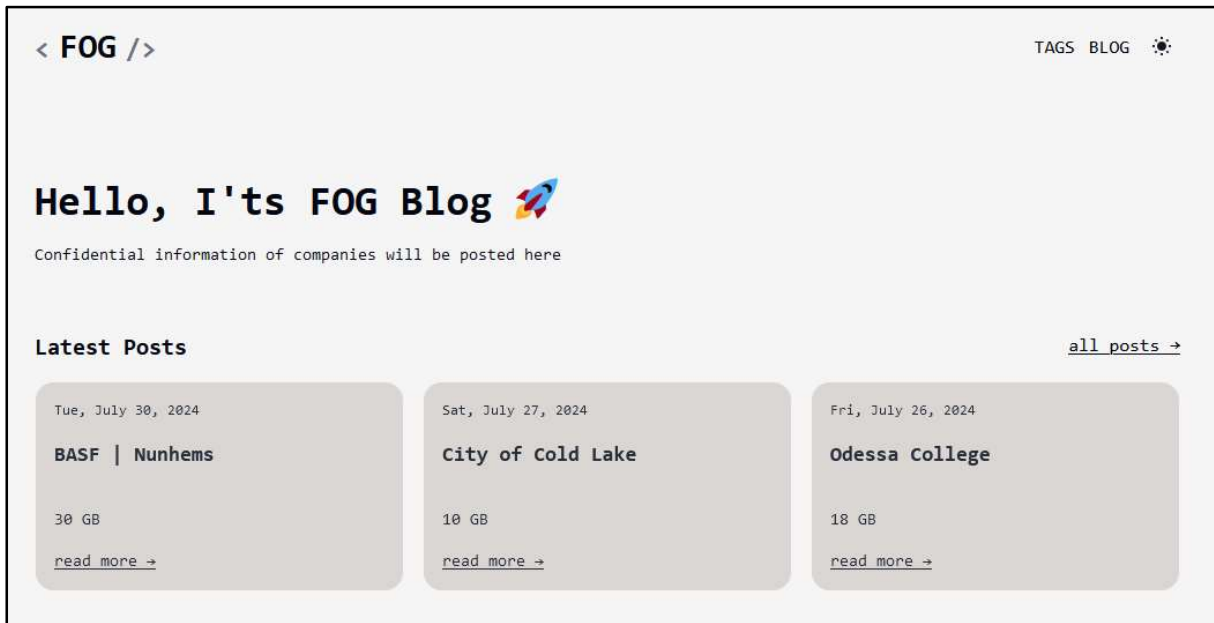 < FOG />
TAGS BLOG
Hello, I'ts FOG Blog 🚀
Confidential information of companies will be posted here
Latest Posts
all posts →
Tue, July 30, 2024
BASF | Nunhems
30 GB
read more →
Sat, July 27, 2024
City of Cold Lake
10 GB
read more →
Fri, July 26, 2024
Odessa College
18 GB
read more →